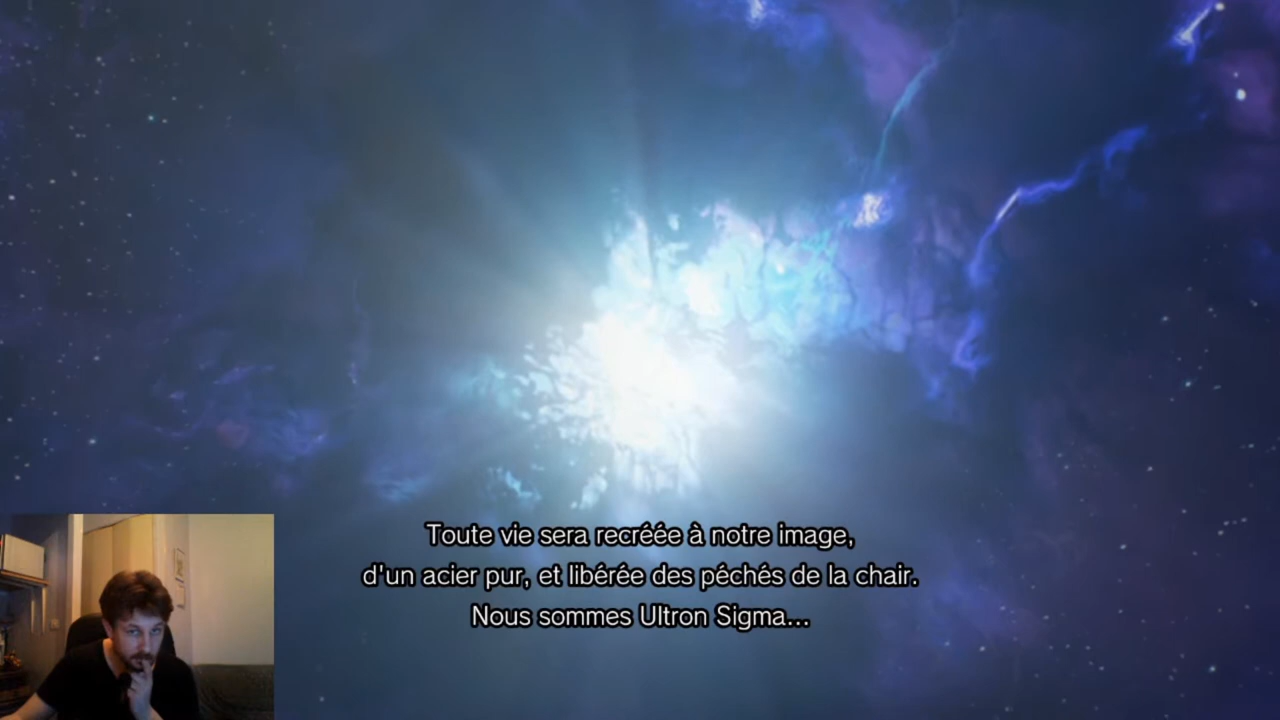 Toute vie sera recréée à notre image,
d'un acier pur, et libérée des péchés de la chair.
Nous sommes Ultron Sigma...